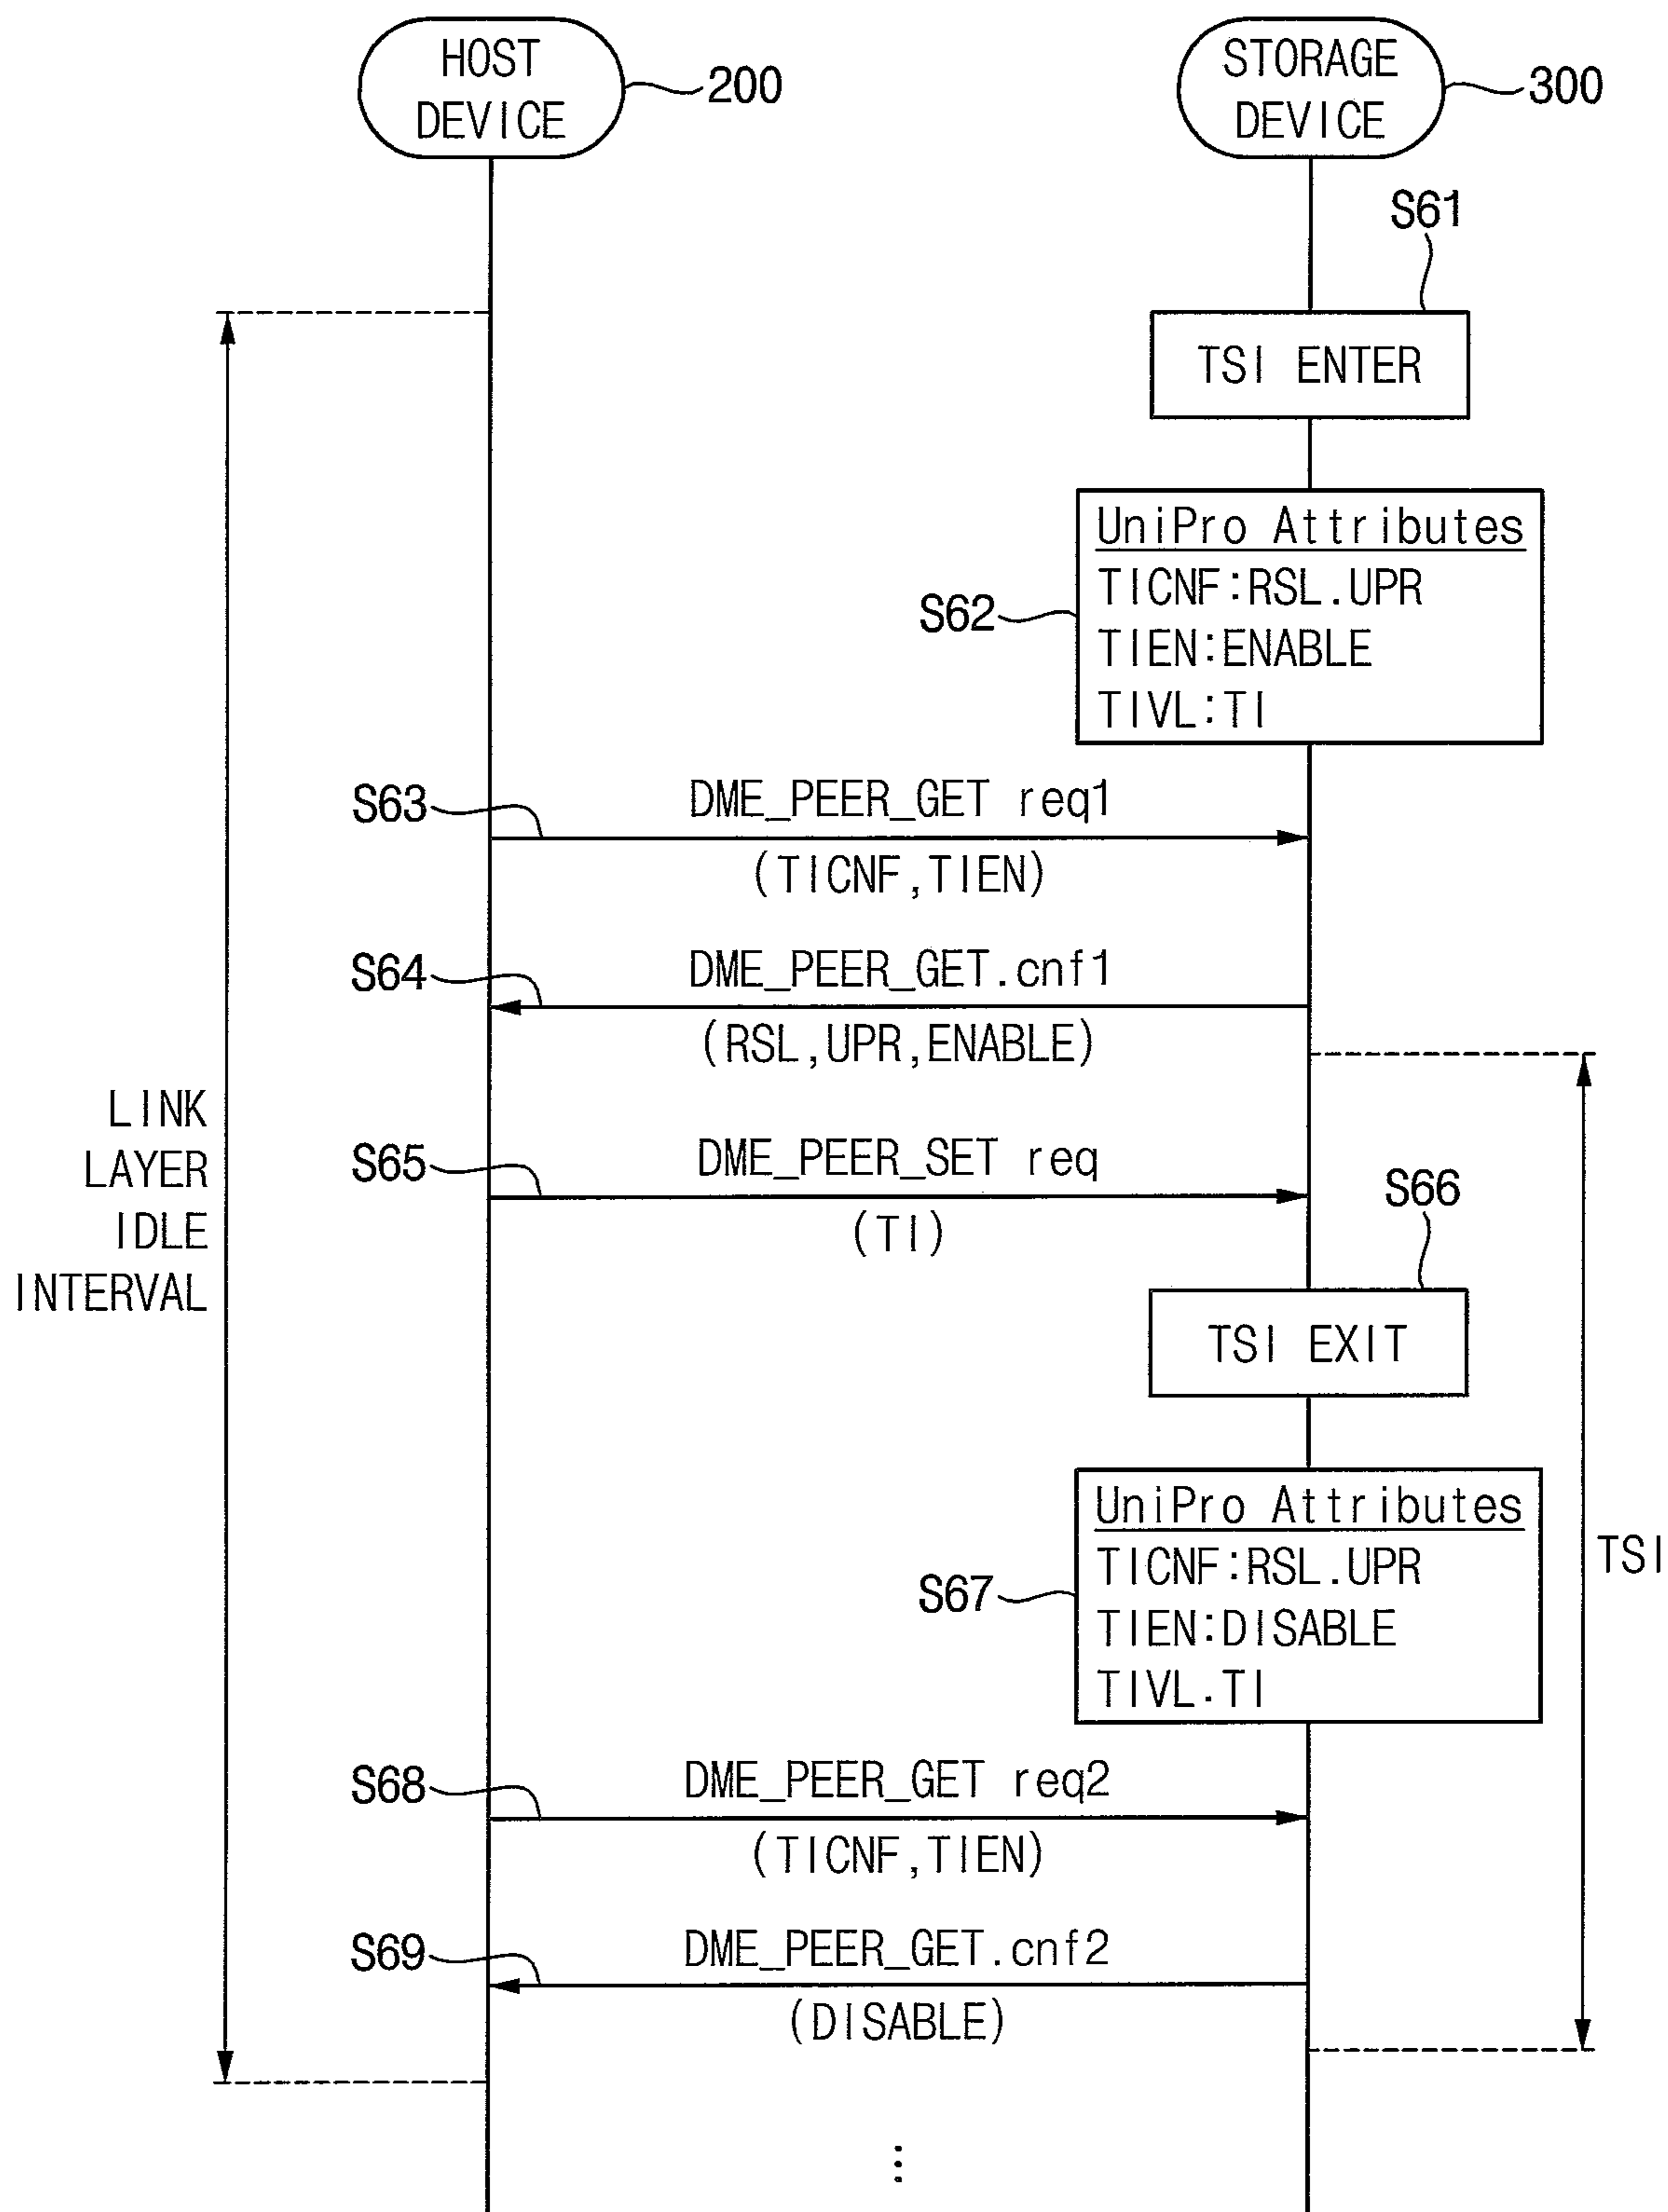 HOST
DEVICE
200
STORAGE
DEVICE
300
S61
TSI ENTER
S62
UniPro Attributes
TICNF:RSL.UPR
TIEN:ENABLE
TIVL:TI
S63
DME_PEER_GET req1
(TICNF,TIEN)
S64
DME_PEER_GET.cnf1
(RSL,UPR,ENABLE)
LINK
LAYER
IDLE
INTERVAL
S65
DME_PEER_SET req
(TI)
S66
TSI EXIT
S67
UniPro Attributes
TICNF:RSL.UPR
TIEN:DISABLE
TIVL.TI
TSI
S68
DME_PEER_GET req2
(TICNF,TIEN)
S69
DME_PEER_GET.cnf2
(DISABLE)
⋮